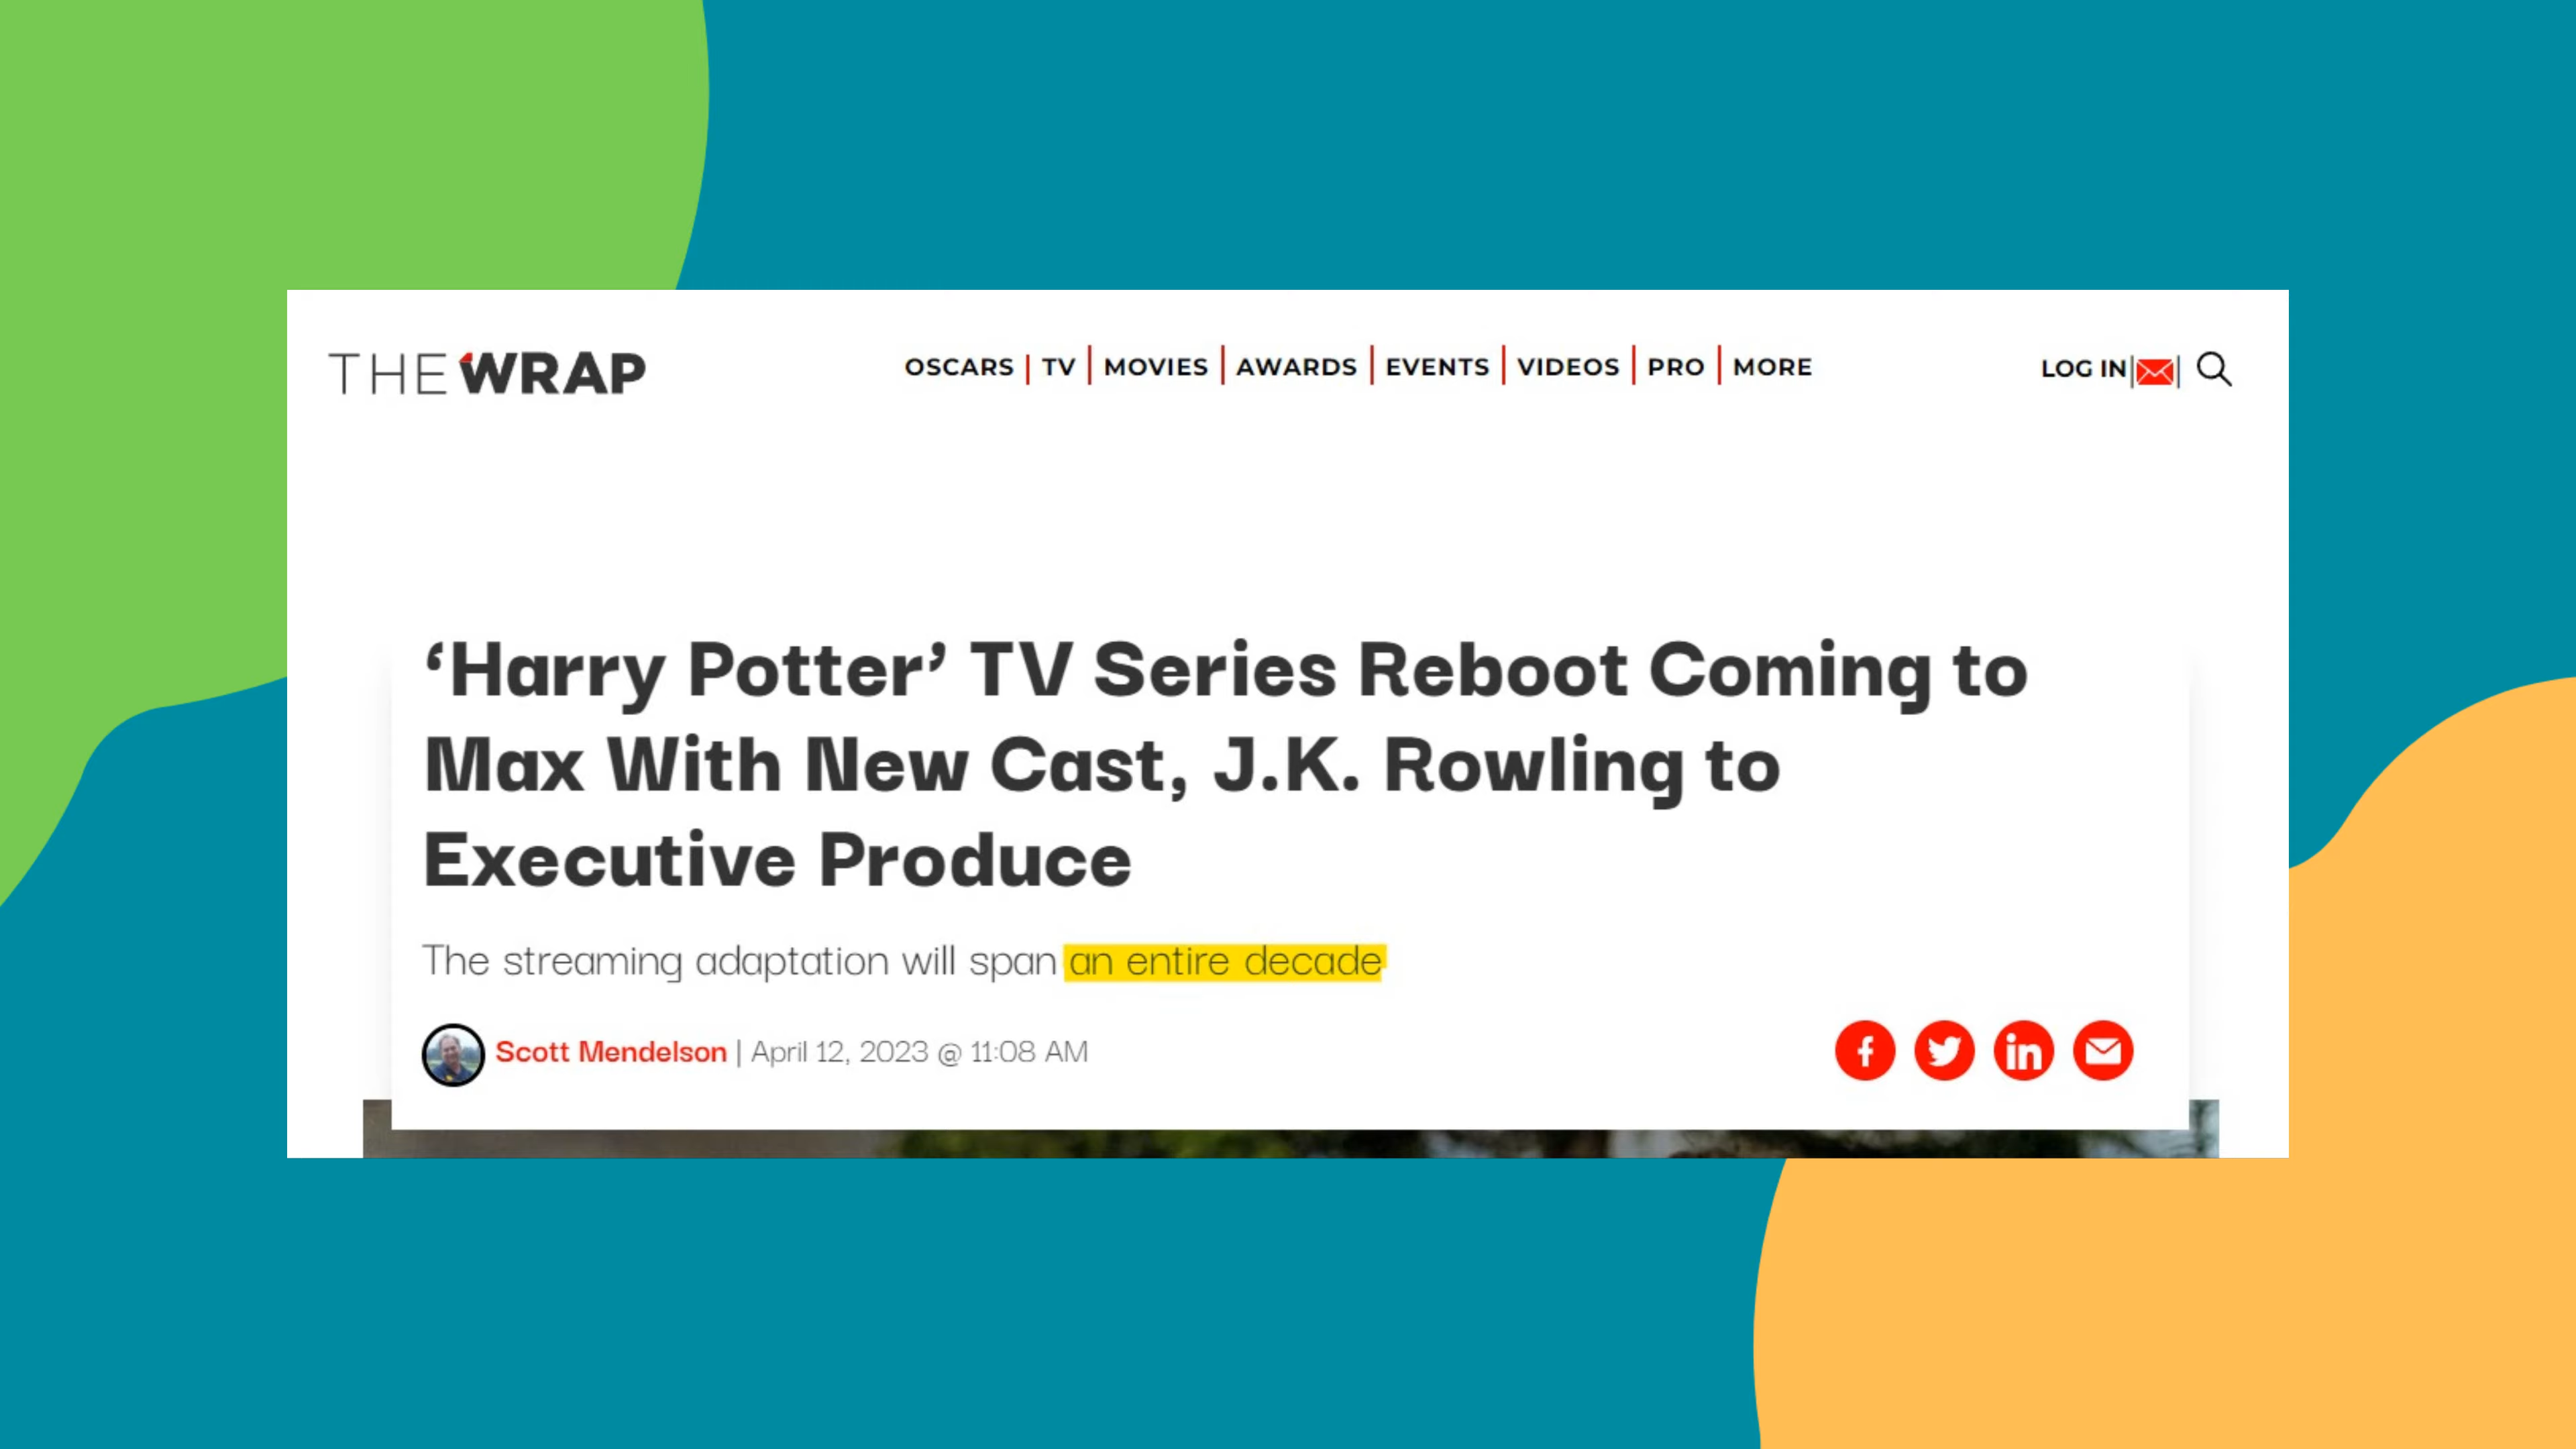 THE WRAP
OSCARS | TV | MOVIES | AWARDS | EVENTS | VIDEOS | PRO | MORE
LOG IN
‘Harry Potter’ TV Series Reboot Coming to
Max With New Cast, J.K. Rowling to
Executive Produce
The streaming adaptation will span an entire decade
Scott Mendelson | April 12, 2023 @ 11:08 AM